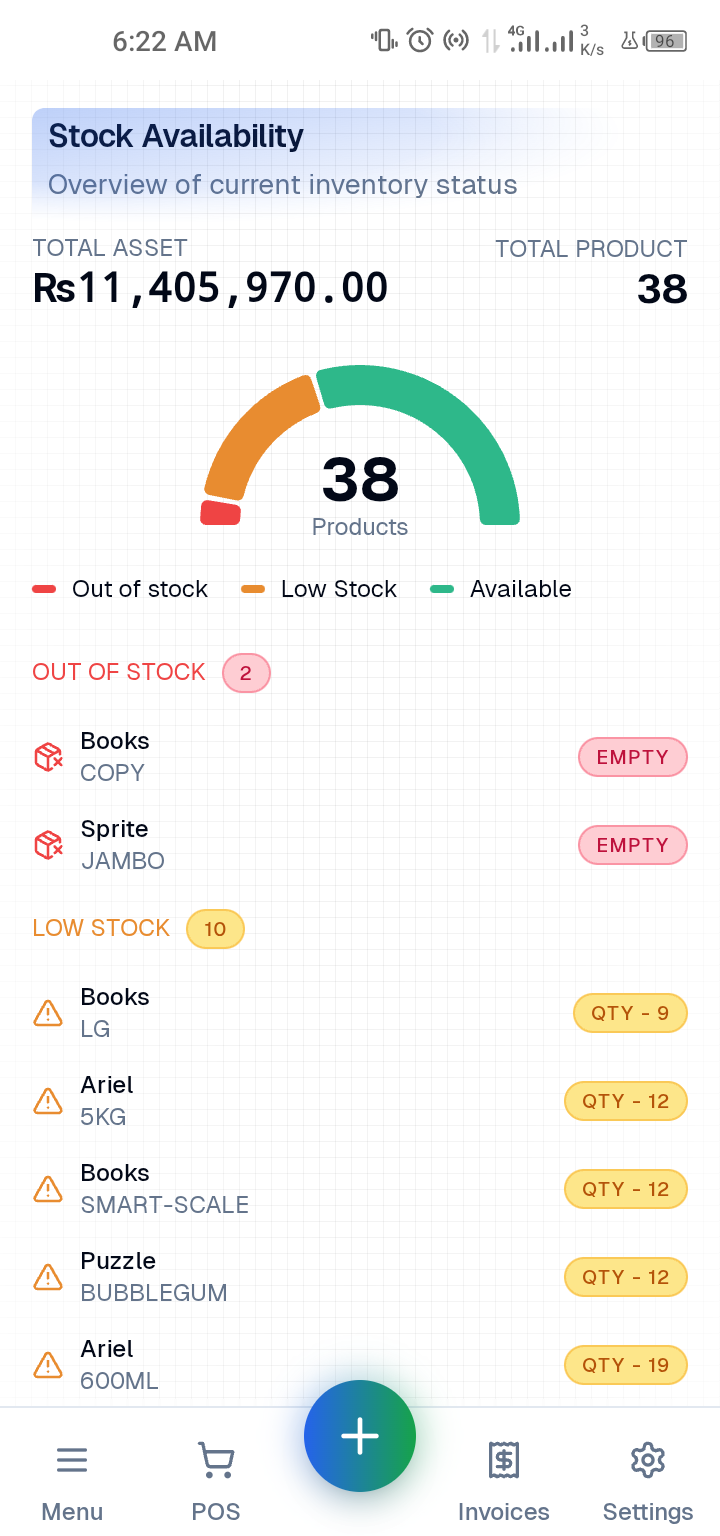 6:22 AM
4G
3
K/s
96
Stock Availability
Overview of current inventory status
TOTAL ASSET
TOTAL PRODUCT
₨11,405,970.00
38
38
Products
Out of stock
Low Stock
Available
OUT OF STOCK
2
Books
COPY
EMPTY
Sprite
JAMBO
EMPTY
LOW STOCK
10
Books
LG
QTY - 9
Ariel
5KG
QTY - 12
Books
SMART-SCALE
QTY - 12
Puzzle
BUBBLEGUM
QTY - 12
Ariel
600ML
QTY - 19
Menu
POS
Invoices
Settings